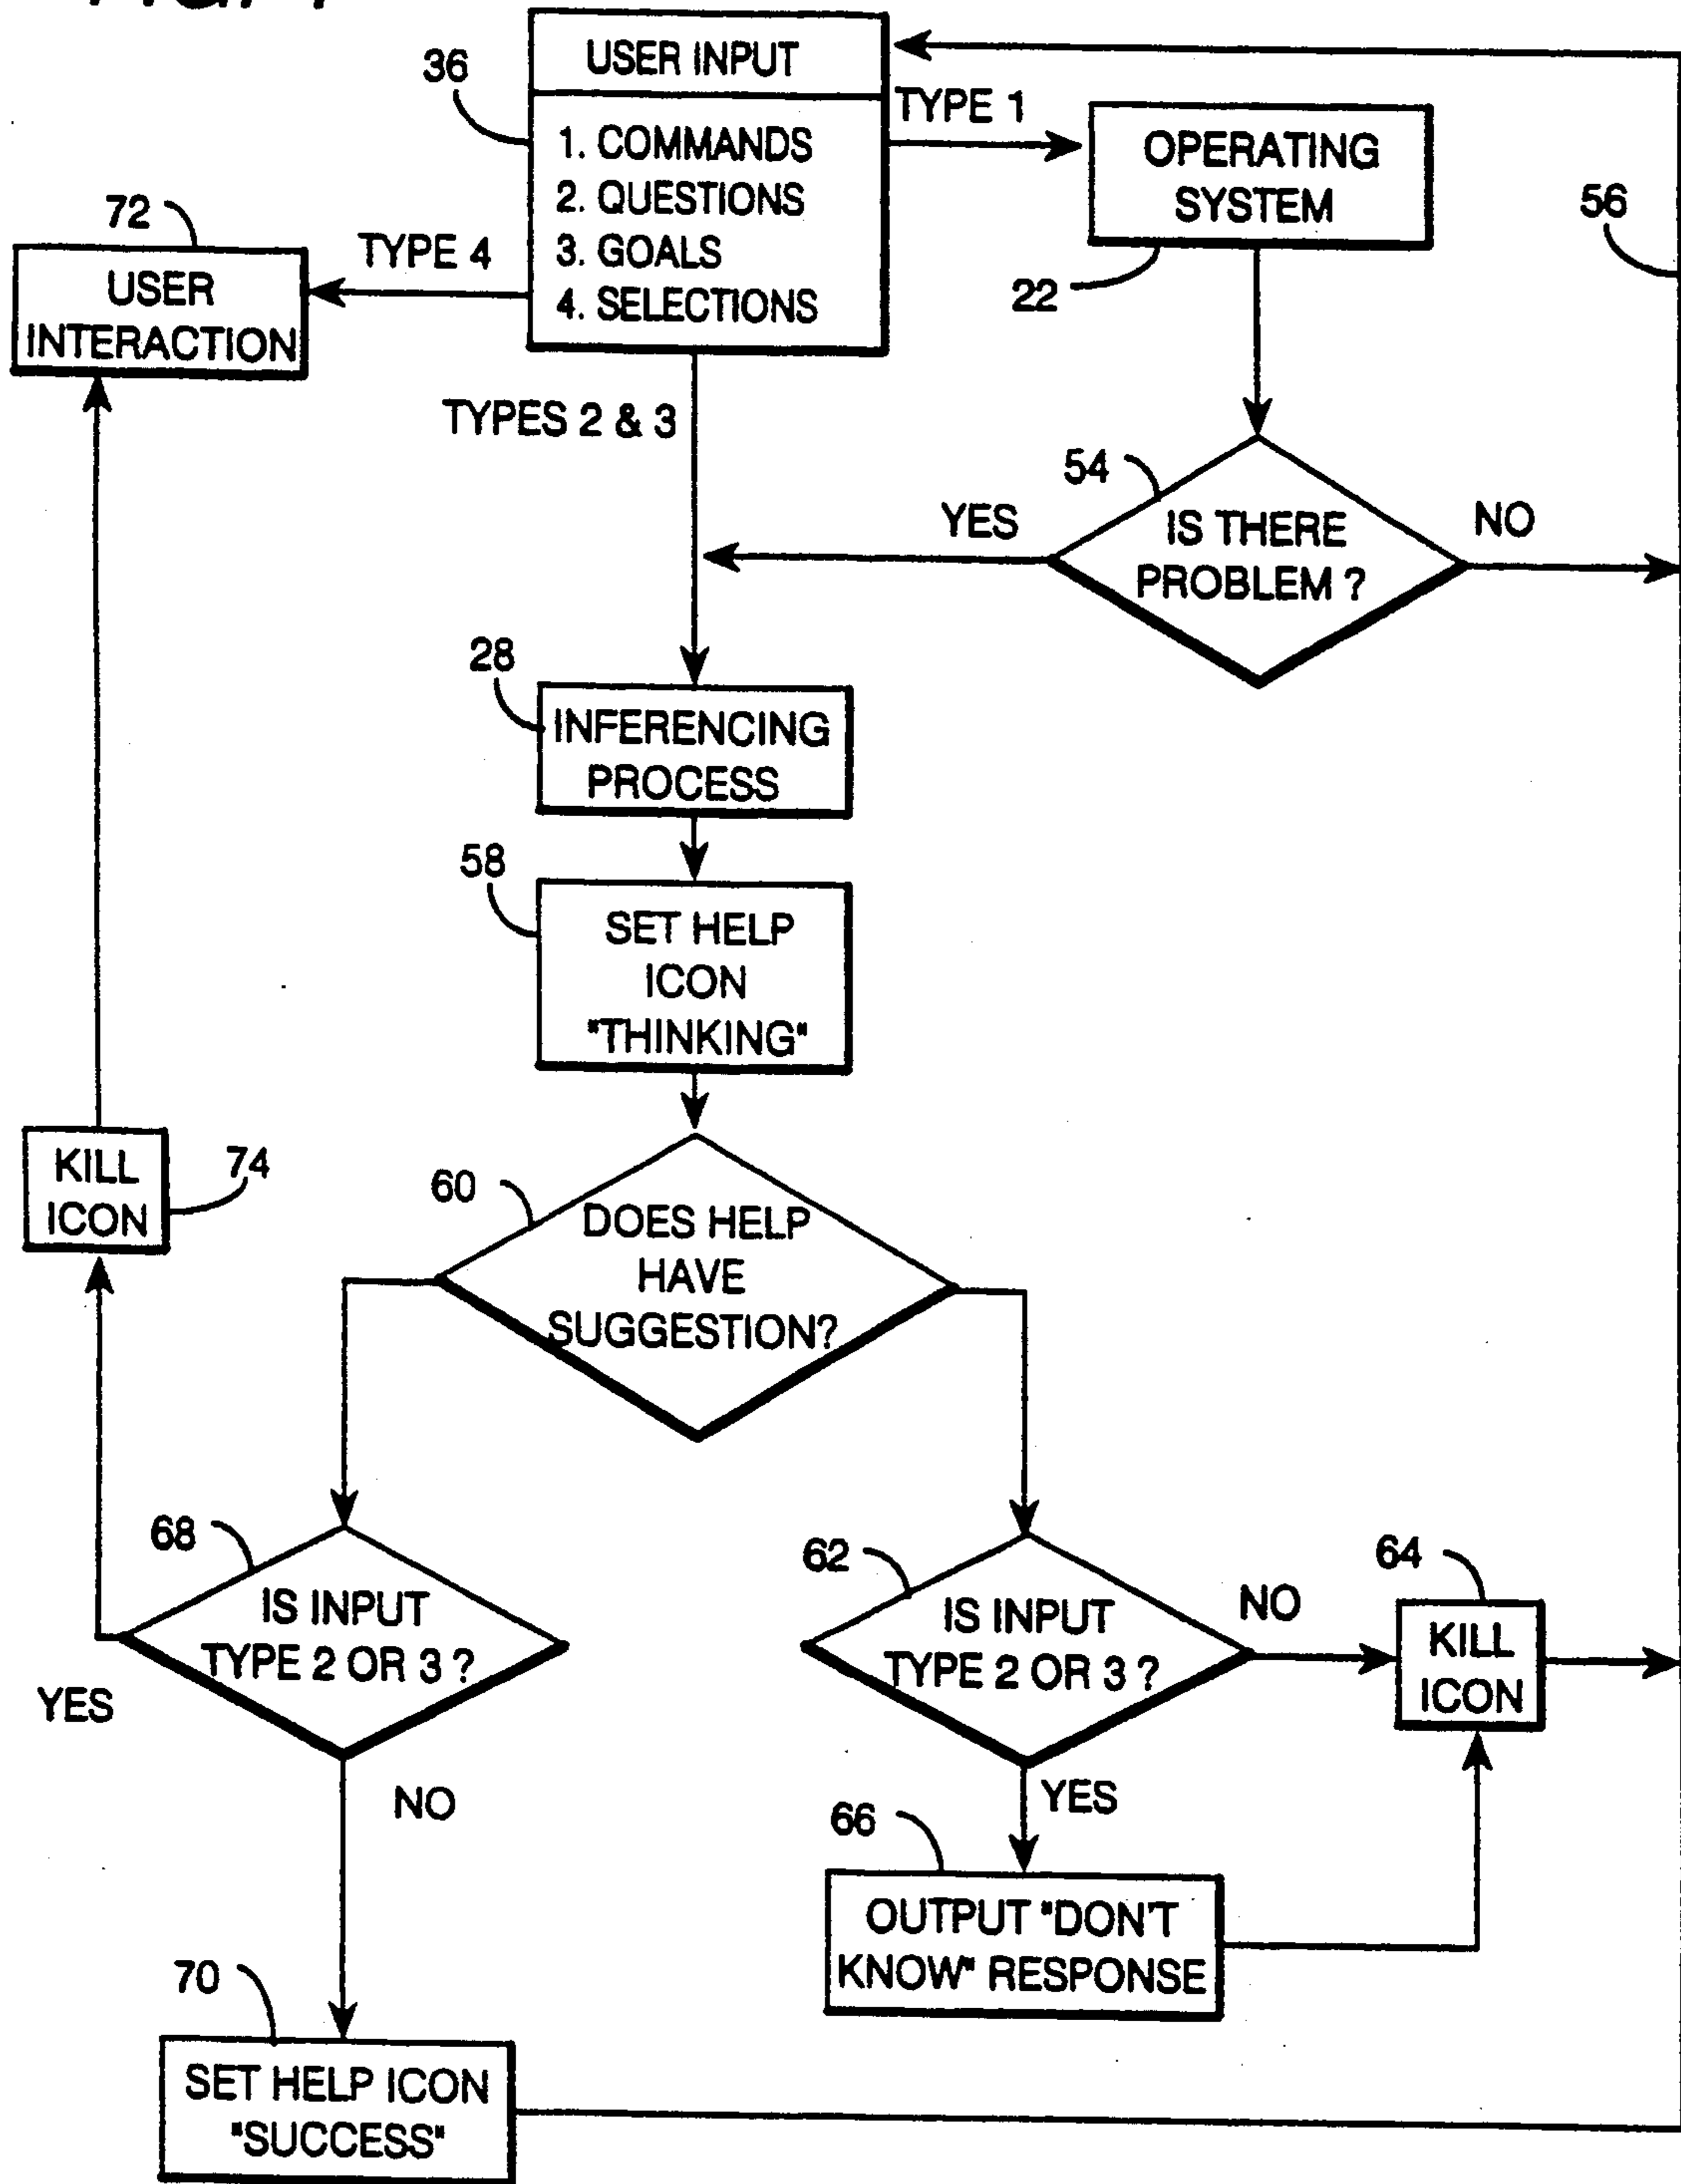 USER INPUT
36
1. COMMANDS
2. QUESTIONS
3. GOALS
4. SELECTIONS
TYPE 1
OPERATING
SYSTEM
22
56
72
TYPE 4
USER
INTERACTION
TYPES 2 & 3
54
IS THERE
PROBLEM ?
YES
NO
28
INFERENCING
PROCESS
58
SET HELP
ICON
"THINKING"
KILL
ICON
74
60
DOES HELP
HAVE
SUGGESTION?
68
IS INPUT
TYPE 2 OR 3 ?
YES
NO
62
IS INPUT
TYPE 2 OR 3 ?
NO
64
KILL
ICON
YES
66
OUTPUT "DON'T
KNOW" RESPONSE
70
SET HELP ICON
"SUCCESS"